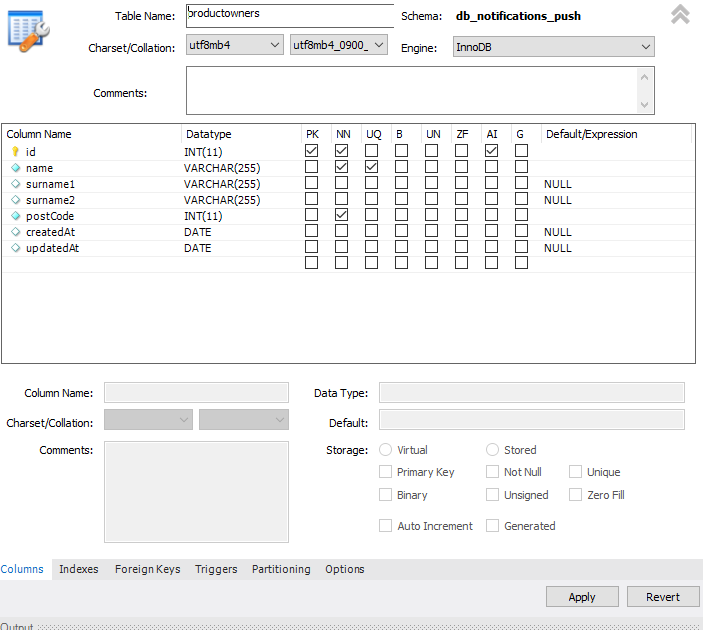 Table Name: productowners Schema: db_notifications_push
Charset/Collation: utf8mb4 utf8mb4_0900_ Engine: InnoDB
Comments:
Column Name Datatype PK NN UQ B UN ZF AI G Default/Expression
id INT(11)
name VARCHAR(255)
surname1 VARCHAR(255) NULL
surname2 VARCHAR(255) NULL
postCode INT(11)
createdAt DATE NULL
updatedAt DATE NULL
Column Name: Data Type:
Charset/Collation: Default:
Comments: Storage: Virtual Stored
Primary Key Not Null Unique
Binary Unsigned Zero Fill
Auto Increment Generated
Columns Indexes Foreign Keys Triggers Partitioning Options
Apply Revert
Output